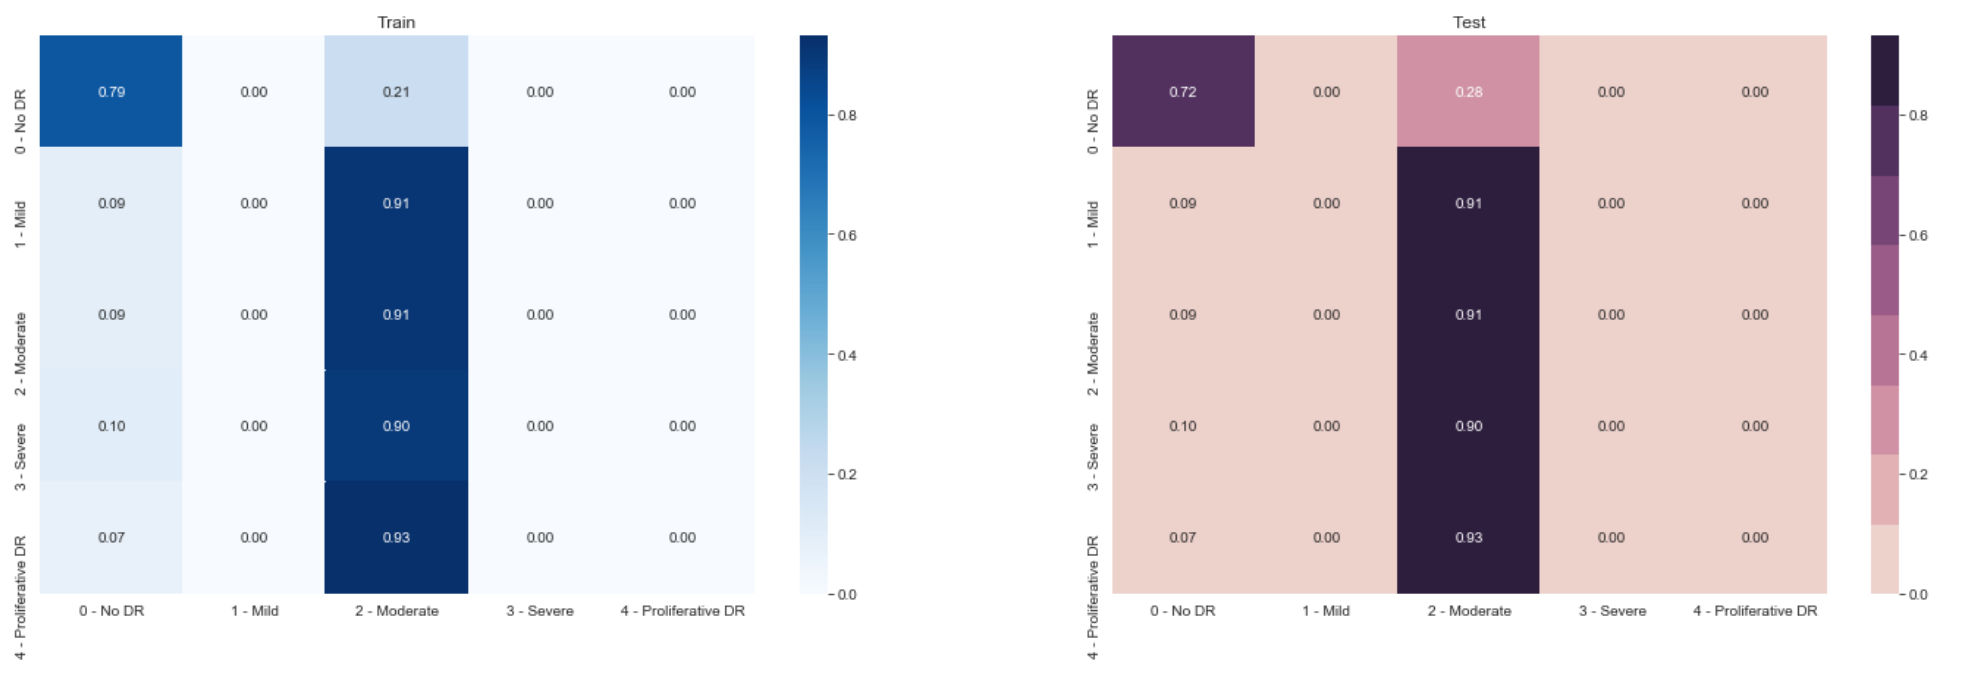 Train
0 - No DR
0.79 0.00 0.21 0.00 0.00
1 - Mild
0.09 0.00 0.91 0.00 0.00
2 - Moderate
0.09 0.00 0.91 0.00 0.00
3 - Severe
0.10 0.00 0.90 0.00 0.00
4 - Proliferative DR
0.07 0.00 0.93 0.00 0.00
0 - No DR 1 - Mild 2 - Moderate 3 - Severe 4 - Proliferative DR
0.8
0.6
0.4
0.2
0.0
Test
0 - No DR
0.72 0.00 0.28 0.00 0.00
1 - Mild
0.09 0.00 0.91 0.00 0.00
2 - Moderate
0.09 0.00 0.91 0.00 0.00
3 - Severe
0.10 0.00 0.90 0.00 0.00
4 - Proliferative DR
0.07 0.00 0.93 0.00 0.00
0 - No DR 1 - Mild 2 - Moderate 3 - Severe 4 - Proliferative DR
0.8
0.6
0.4
0.2
0.0